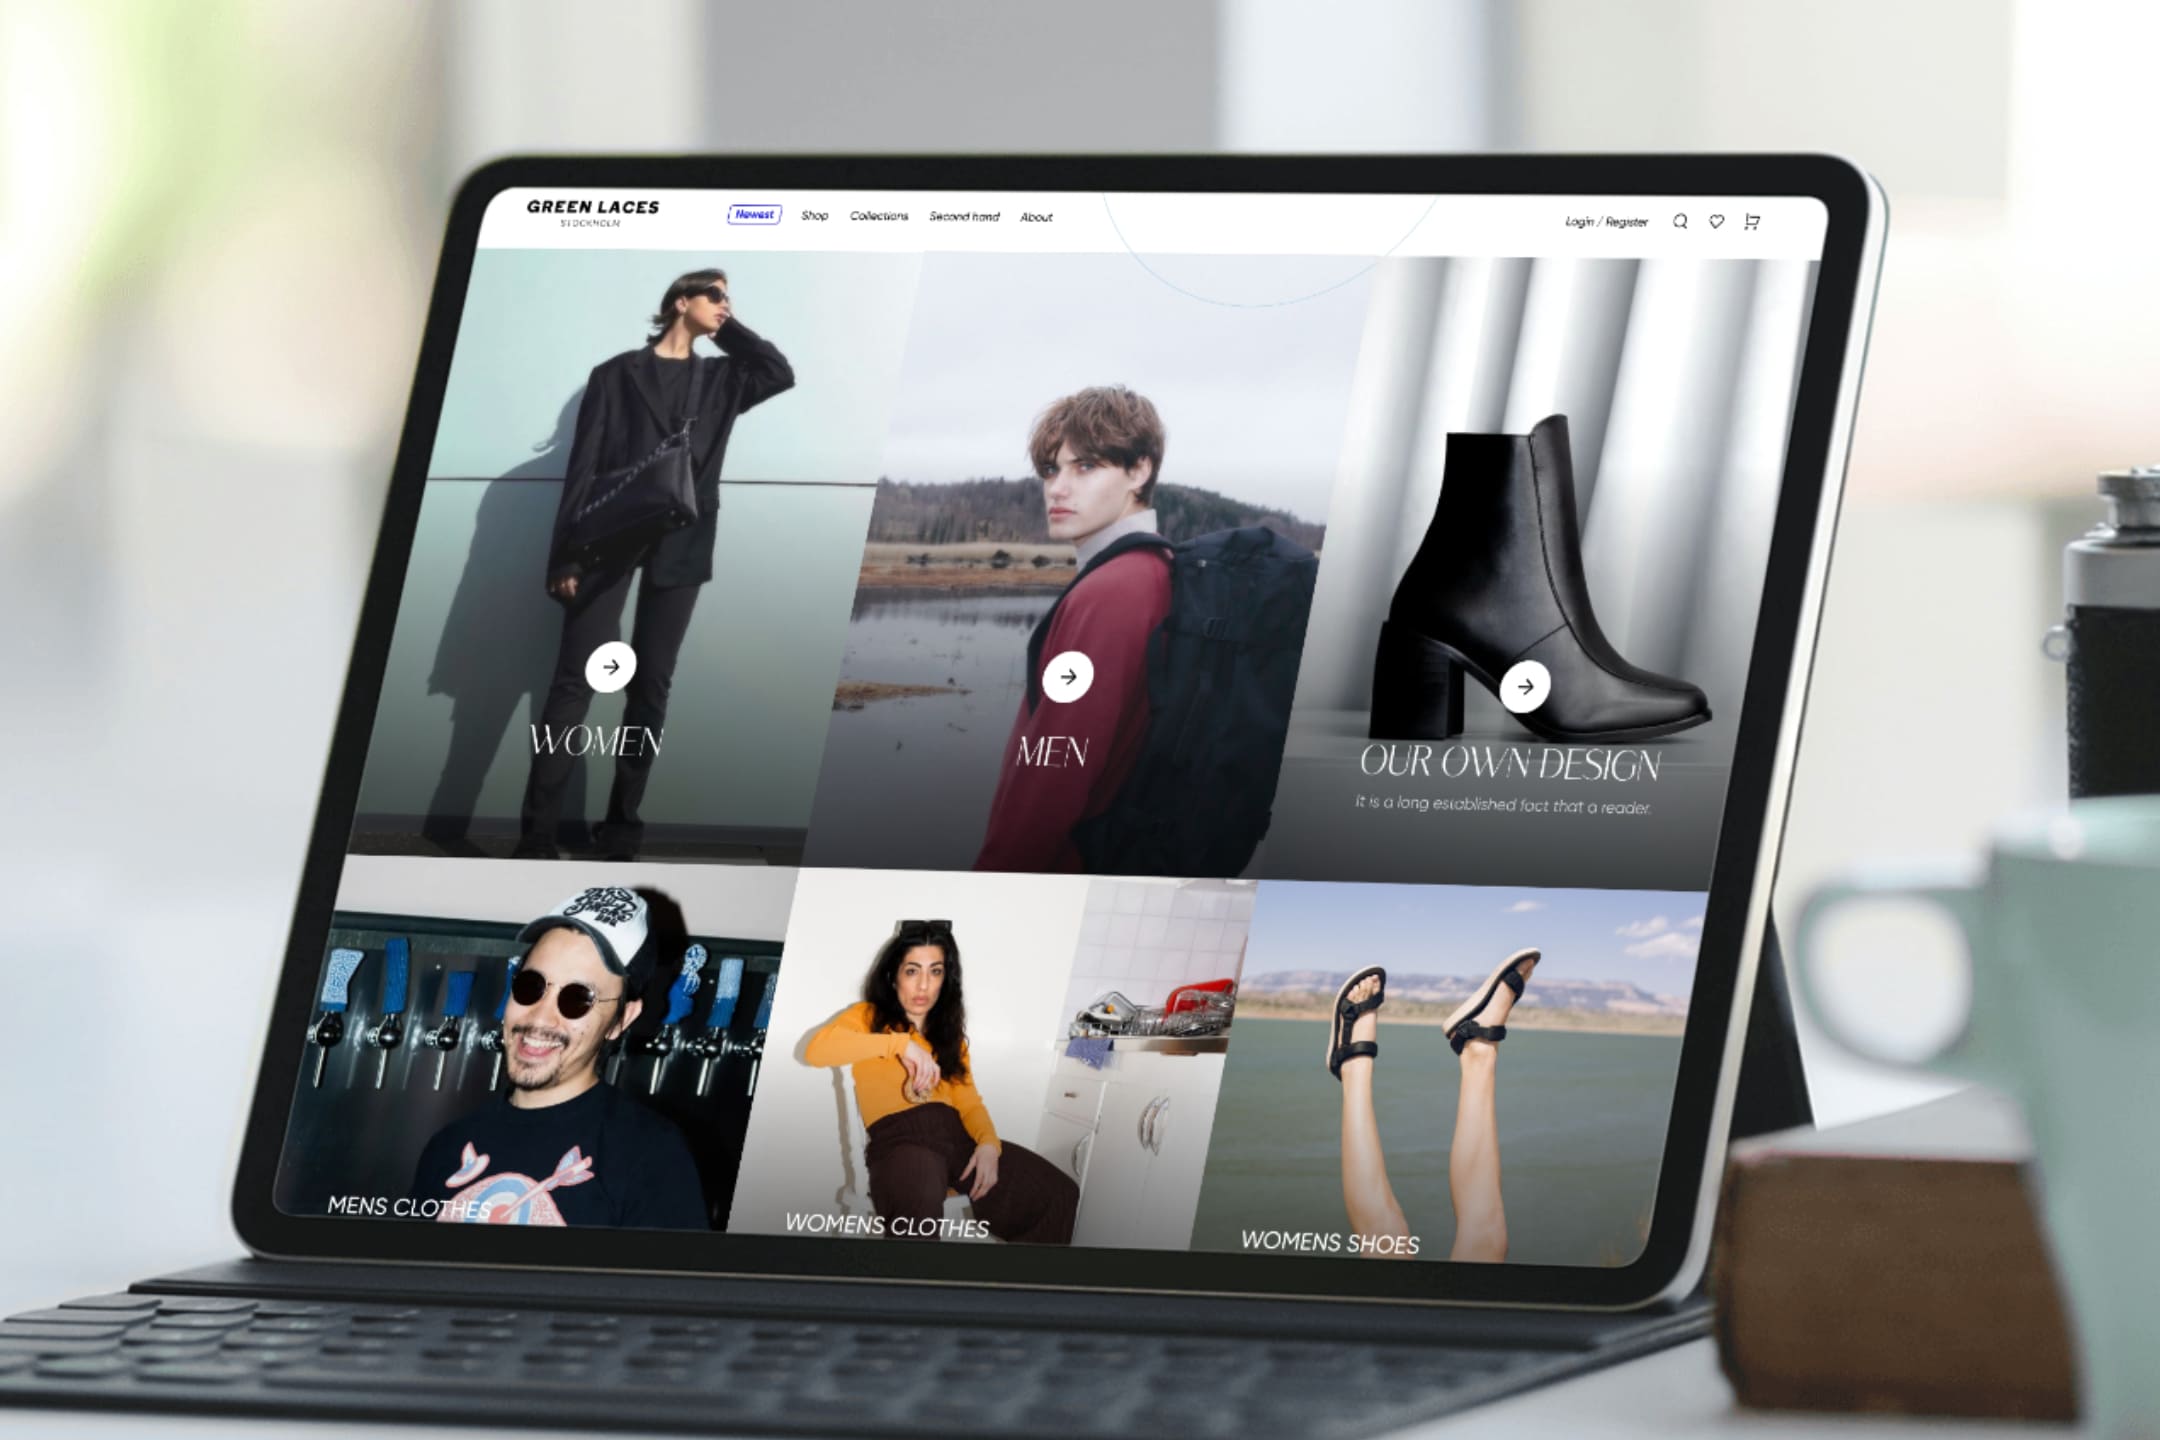 GREEN LACES
STOCKHOLM
Newest
Shop
Collections
Second hand
About
Login / Register
WOMEN
MEN
OUR OWN DESIGN
It is a long established fact that a reader.
MENS CLOTHES
WOMENS CLOTHES
WOMENS SHOES